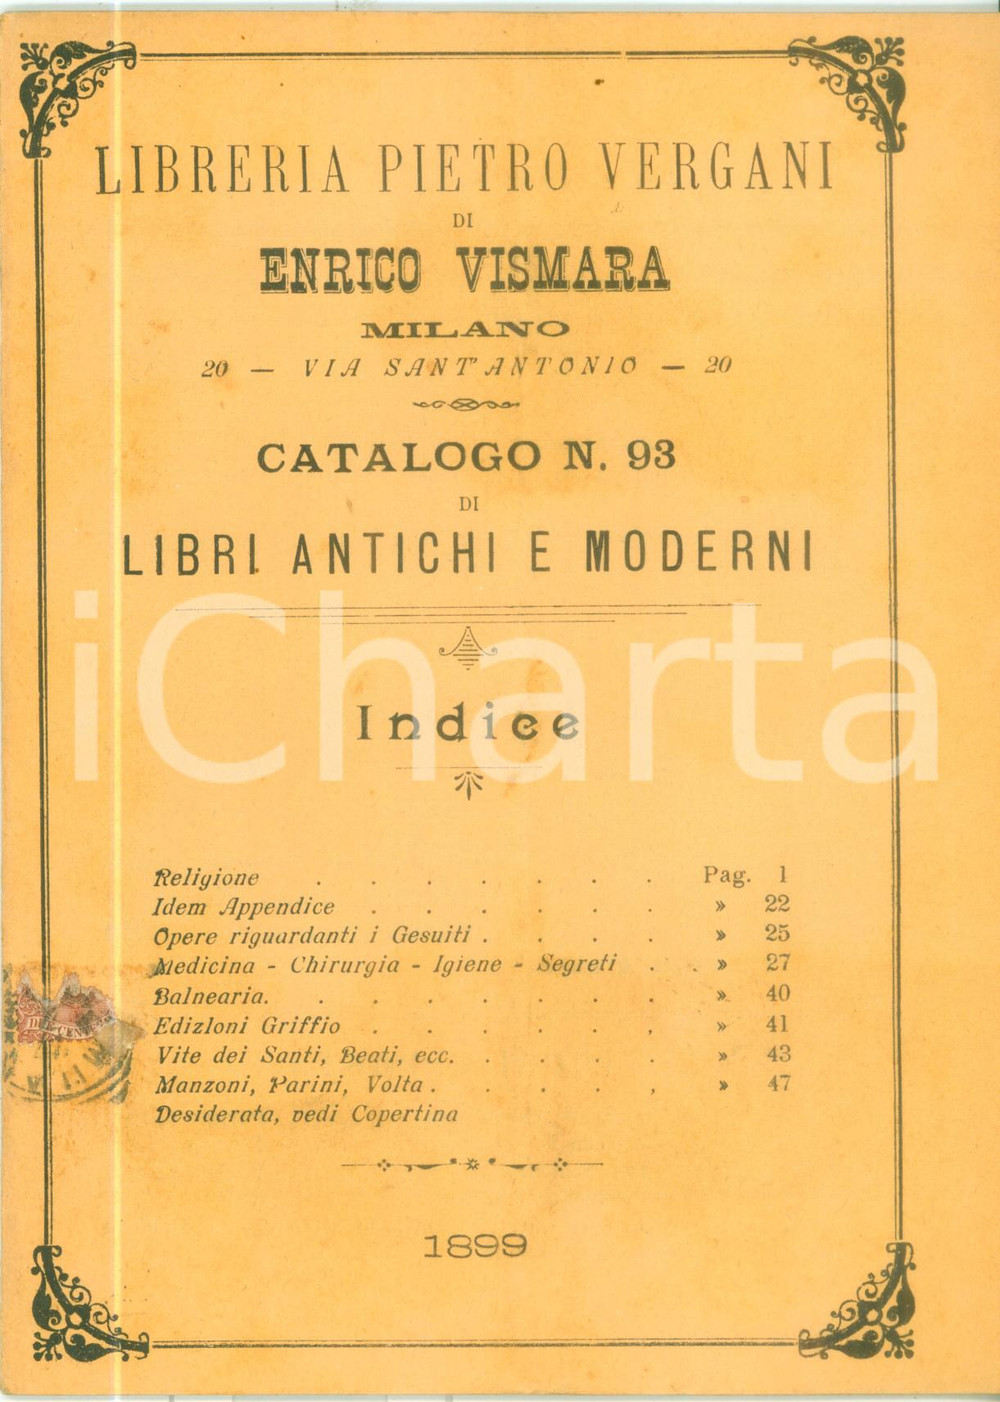 LIBRERIA PIETRO VERGANI
DI
ENRICO VISMARA
MILANO
20 — VIA SANT'ANTONIO — 20
CATALOGO N. 93
DI
LIBRI ANTICHI E MODERNI
iCharta
Indice
Religione . . . . . . . Pag. 1
Idem Appendice . . . . . . » 22
Opere riguardanti i Gesuiti . . . . » 25
Medicina - Chirurgia - Igiene - Segreti . . » 27
Balnearia. . . . . . . . » 40
Edizloni Griffio . . . . . , » 41
Vite dei Santi, Beati, ecc. . . . . » 43
Manzoni, Parini, Volta . . . . , » 47
Desiderata, vedi Copertina
1899